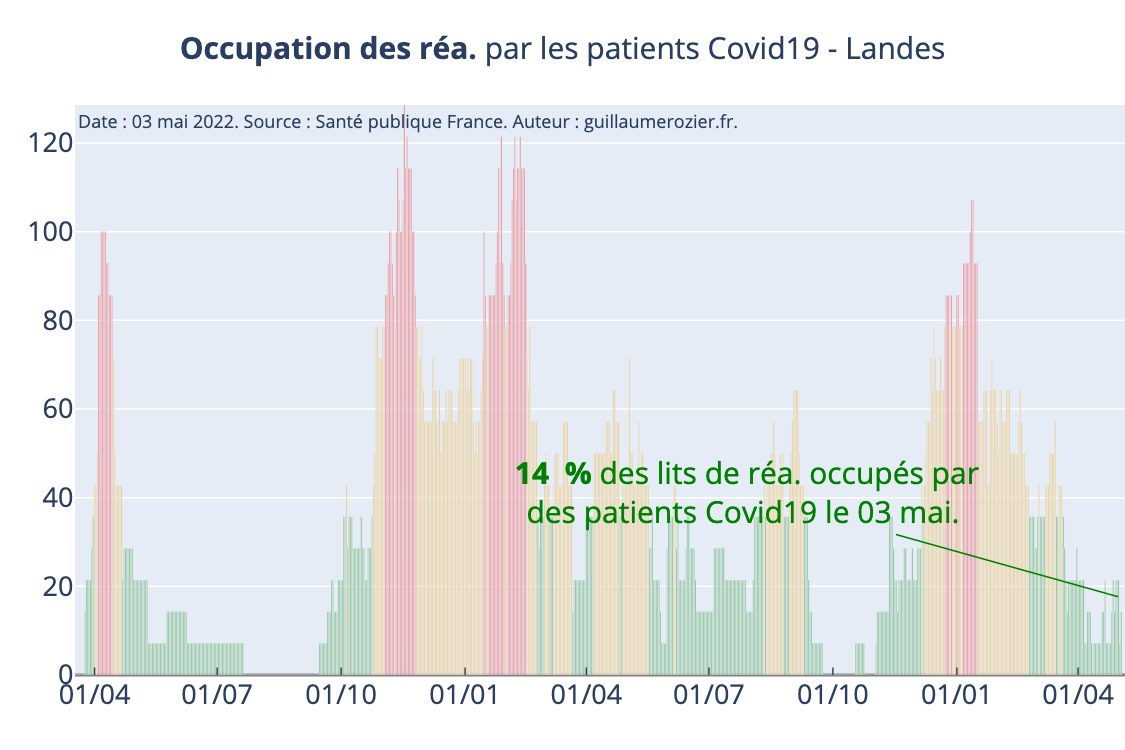 Occupation des réa. par les patients Covid19 - Landes
Date : 03 mai 2022. Source : Santé publique France. Auteur : guillaumerozier.fr.
120
100
80
60
40
20
0
14 % des lits de réa. occupés par
des patients Covid19 le 03 mai.
01/04 01/07 01/10 01/01 01/04 01/07 01/10 01/01 01/04